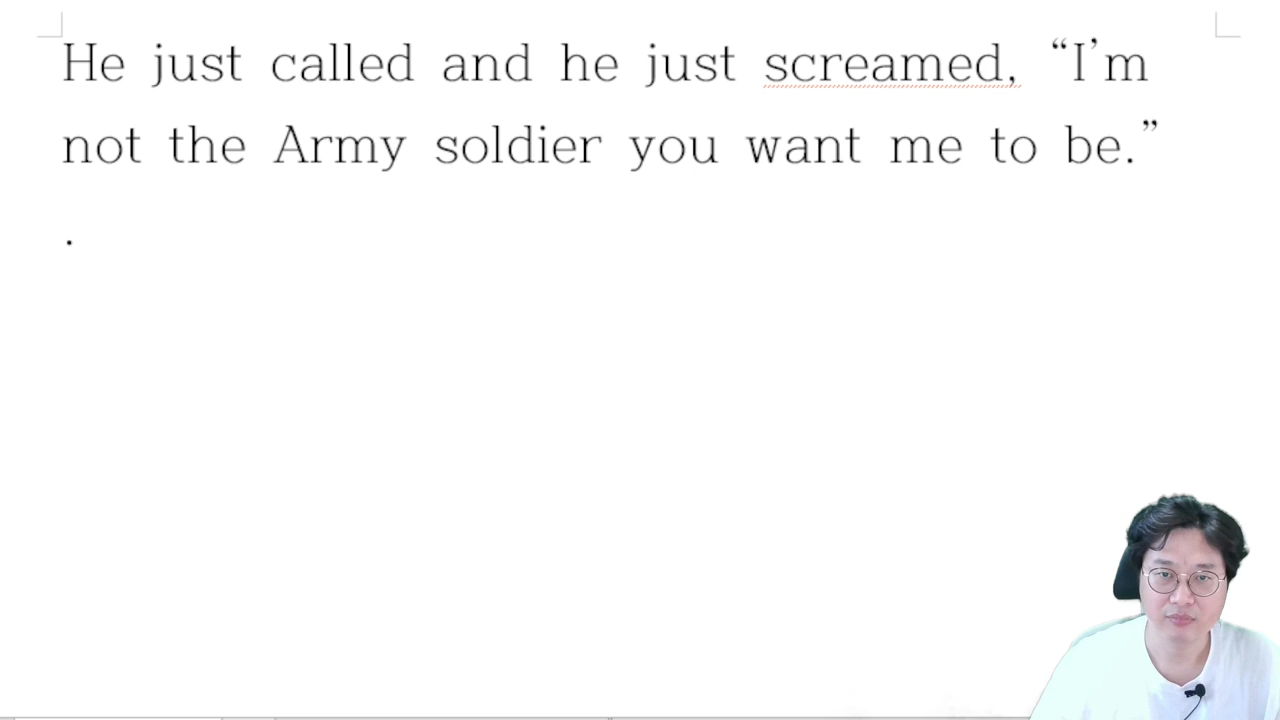 He just called and he just screamed, “I’m
not the Army soldier you want me to be.”
.